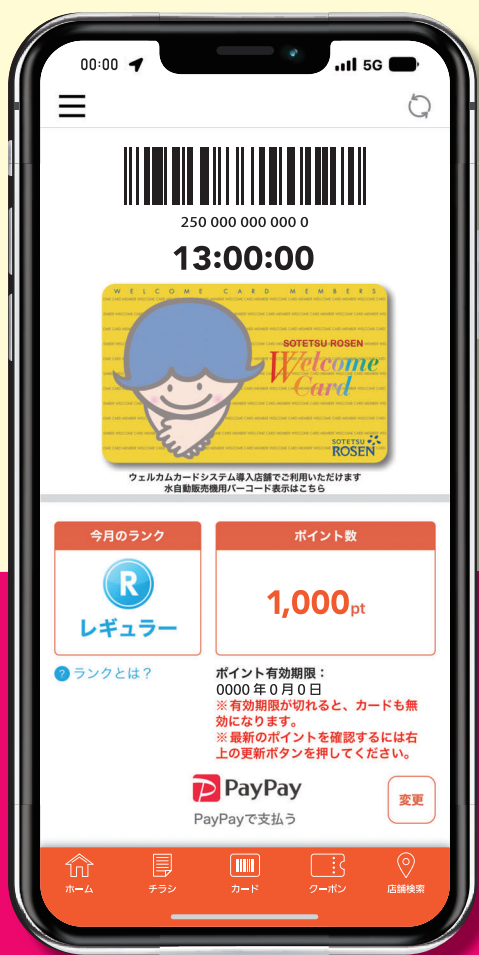 00:00
5G
250 000 000 000 0
13:00:00
WELCOME CARD MEMBERS
SOTETSU ROSEN
Welcome
Card
SOTETSU
ROSEN
ウェルカムカードシステム導入店舗でご利用いただけます
水自動販売機用バーコード表示はこちら
今月のランク
ポイント数
R
レギュラー
1,000pt
? ランクとは?
ポイント有効期限：
0000年0月0日
※有効期限が切れると、カードも無
効になります。
※最新のポイントを確認するには右
上の更新ボタンを押してください。
PayPay
PayPayで支払う
変更
ホーム
チラシ
カード
クーポン
店舗検索